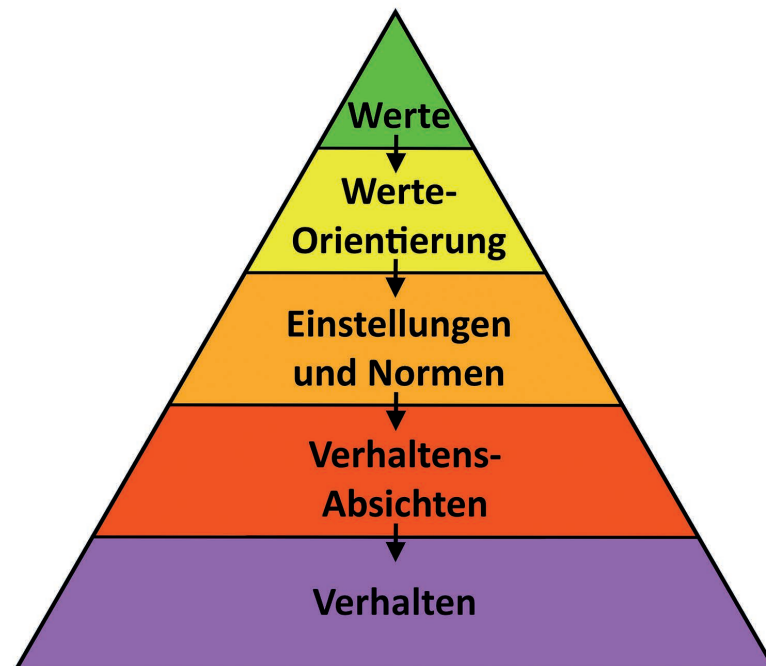 Werte
Werte-
Orientierung
Einstellungen
und Normen
Verhaltens-
Absichten
Verhalten